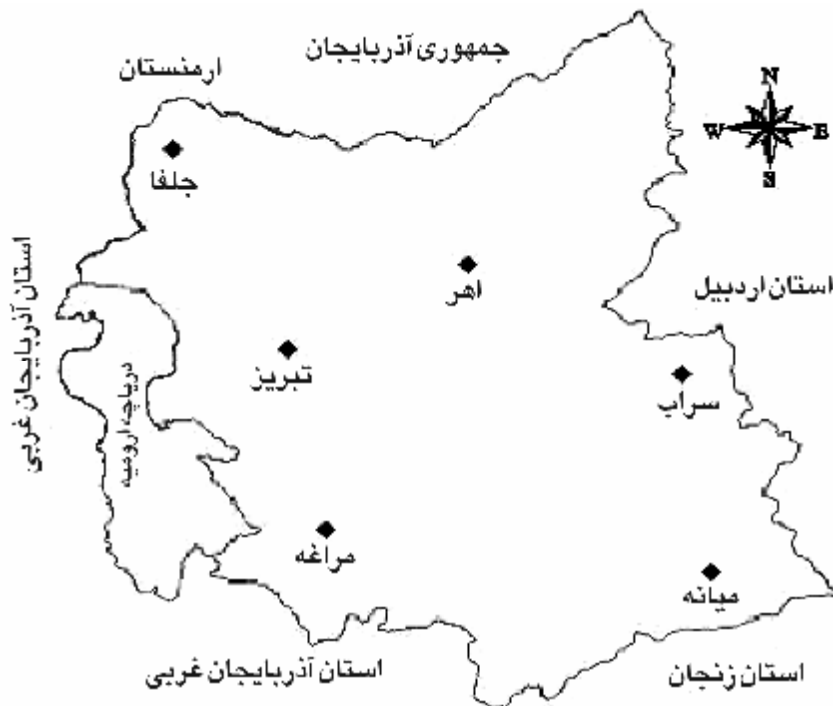 جمهوری آذربایجان
ارمنستان
N
W
E
S
جلفا
اهر
استان اردبیل
استان آذربایجان غربی
تبریز
سراب
دریاچه ارومیه
مراغه
میانه
استان آذربایجان غربی
استان زنجان